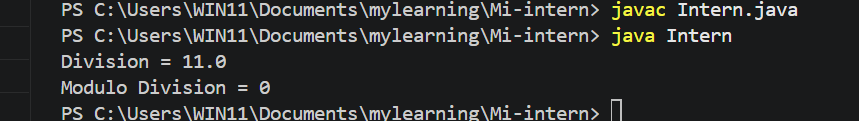 PS C:\Users\WIN11\Documents\mylearning\Mi-intern> javac Intern.java
PS C:\Users\WIN11\Documents\mylearning\Mi-intern> java Intern
Division = 11.0
Modulo Division = 0
PS C:\Users\WIN11\Documents\mylearning\Mi-intern>